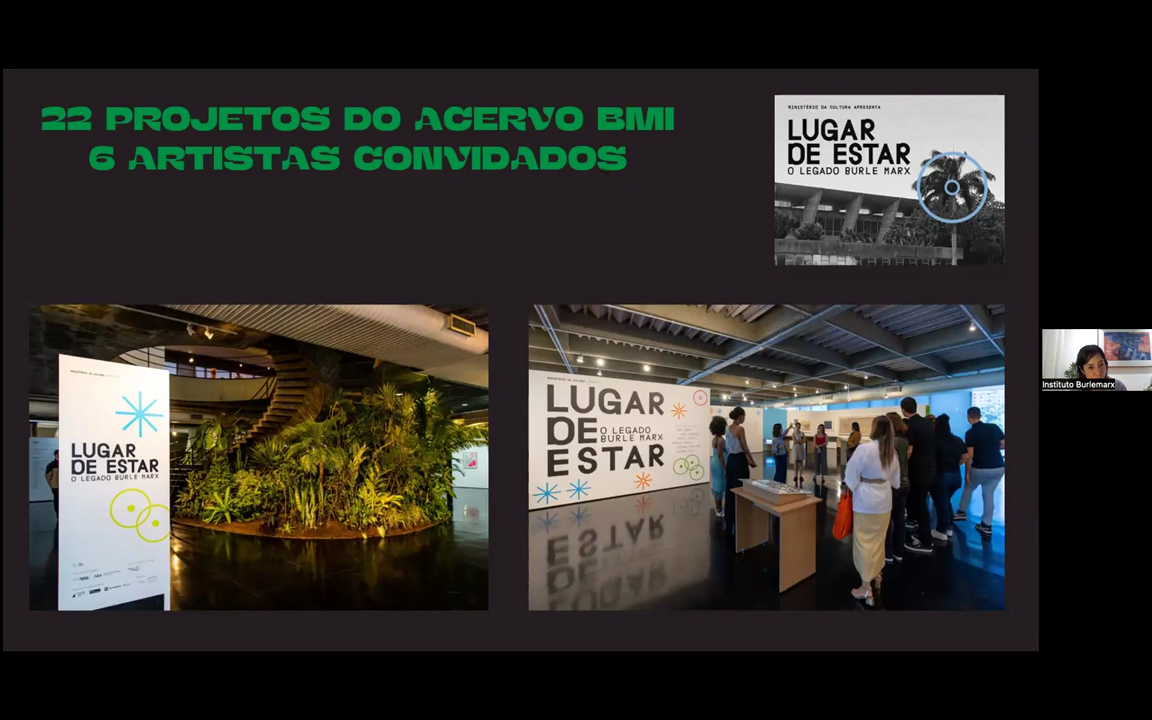 22 PROJETOS DO ACERVO BMI
6 ARTISTAS CONVIDADOS
MINISTÉRIO DA CULTURA APRESENTA
LUGAR
DE ESTAR
O LEGADO BURLE MARX
LUGAR
DE ESTAR
O LEGADO BURLE MARX
LUGAR
DE O LEGADO
BURLE MARX
ESTAR
Instituto Burlemarx